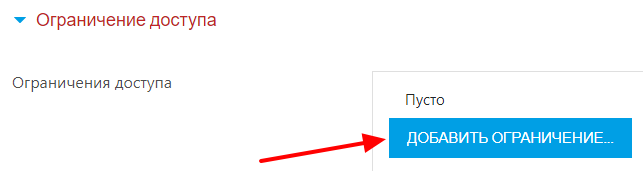 Ограничение доступа
Ограничения доступа
Пусто
ДОБАВИТЬ ОГРАНИЧЕНИЕ...